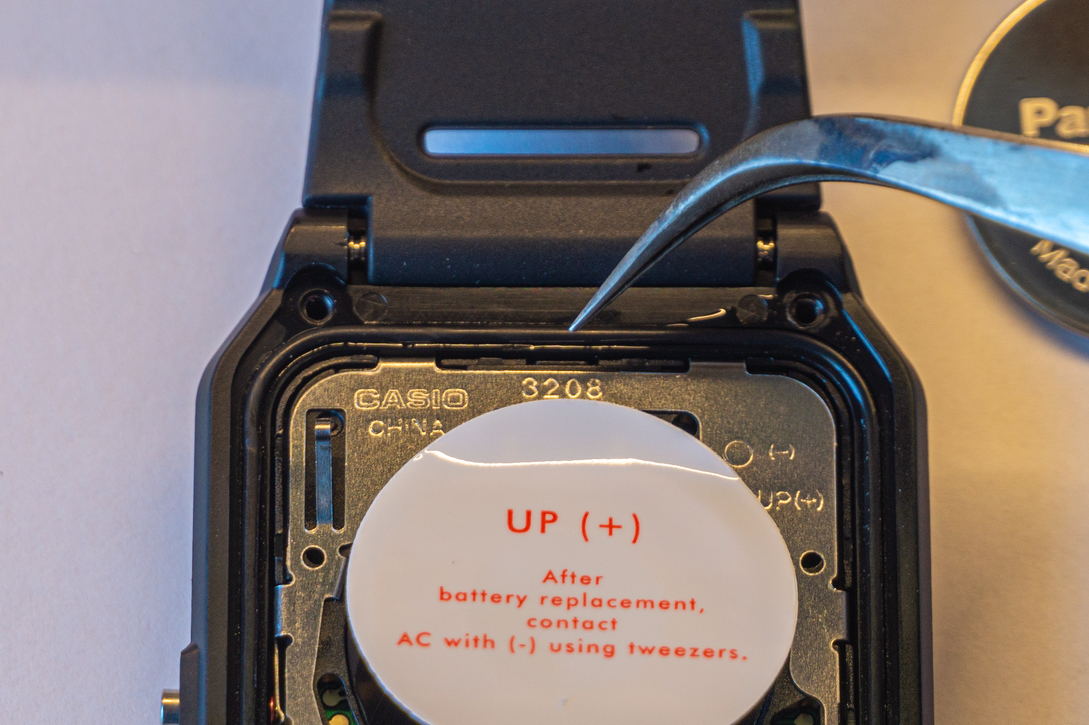 Pa
Mad
CASIO
3208
CHINA
(-)
UP(+)
UP (+)
After
battery replacement,
contact
AC with (-) using tweezers.